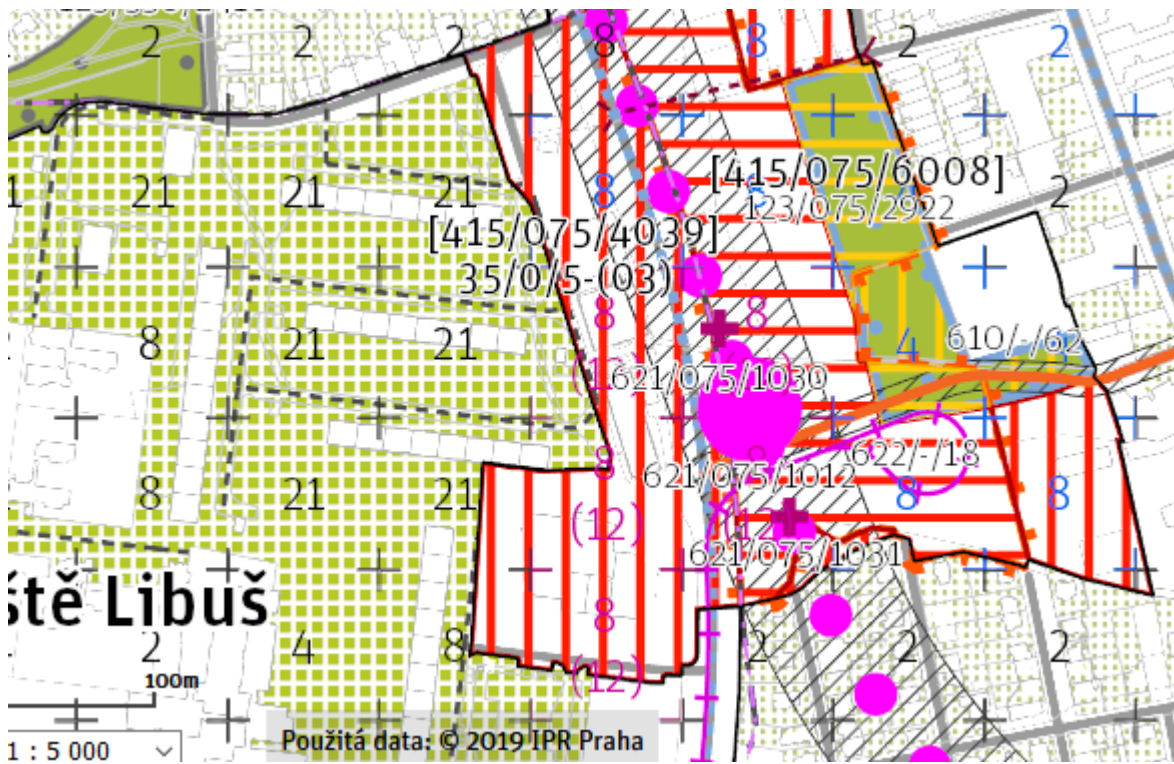 2 2 2 8 8 2 2
21 21 21 8 [415/075/6008] 2
123/075/2922
[415/075/4039]
35/0/5-(03)
8 21 21 8 8 4 610/-/62
621/075/1030
8 622/-/18
621/075/1012
8 21 21 (12) 8 8
621/075/1031
8
ště Libuš
2 4 8 2 2 2
(12)
100m
1 : 5 000
Použitá data: © 2019 IPR Praha